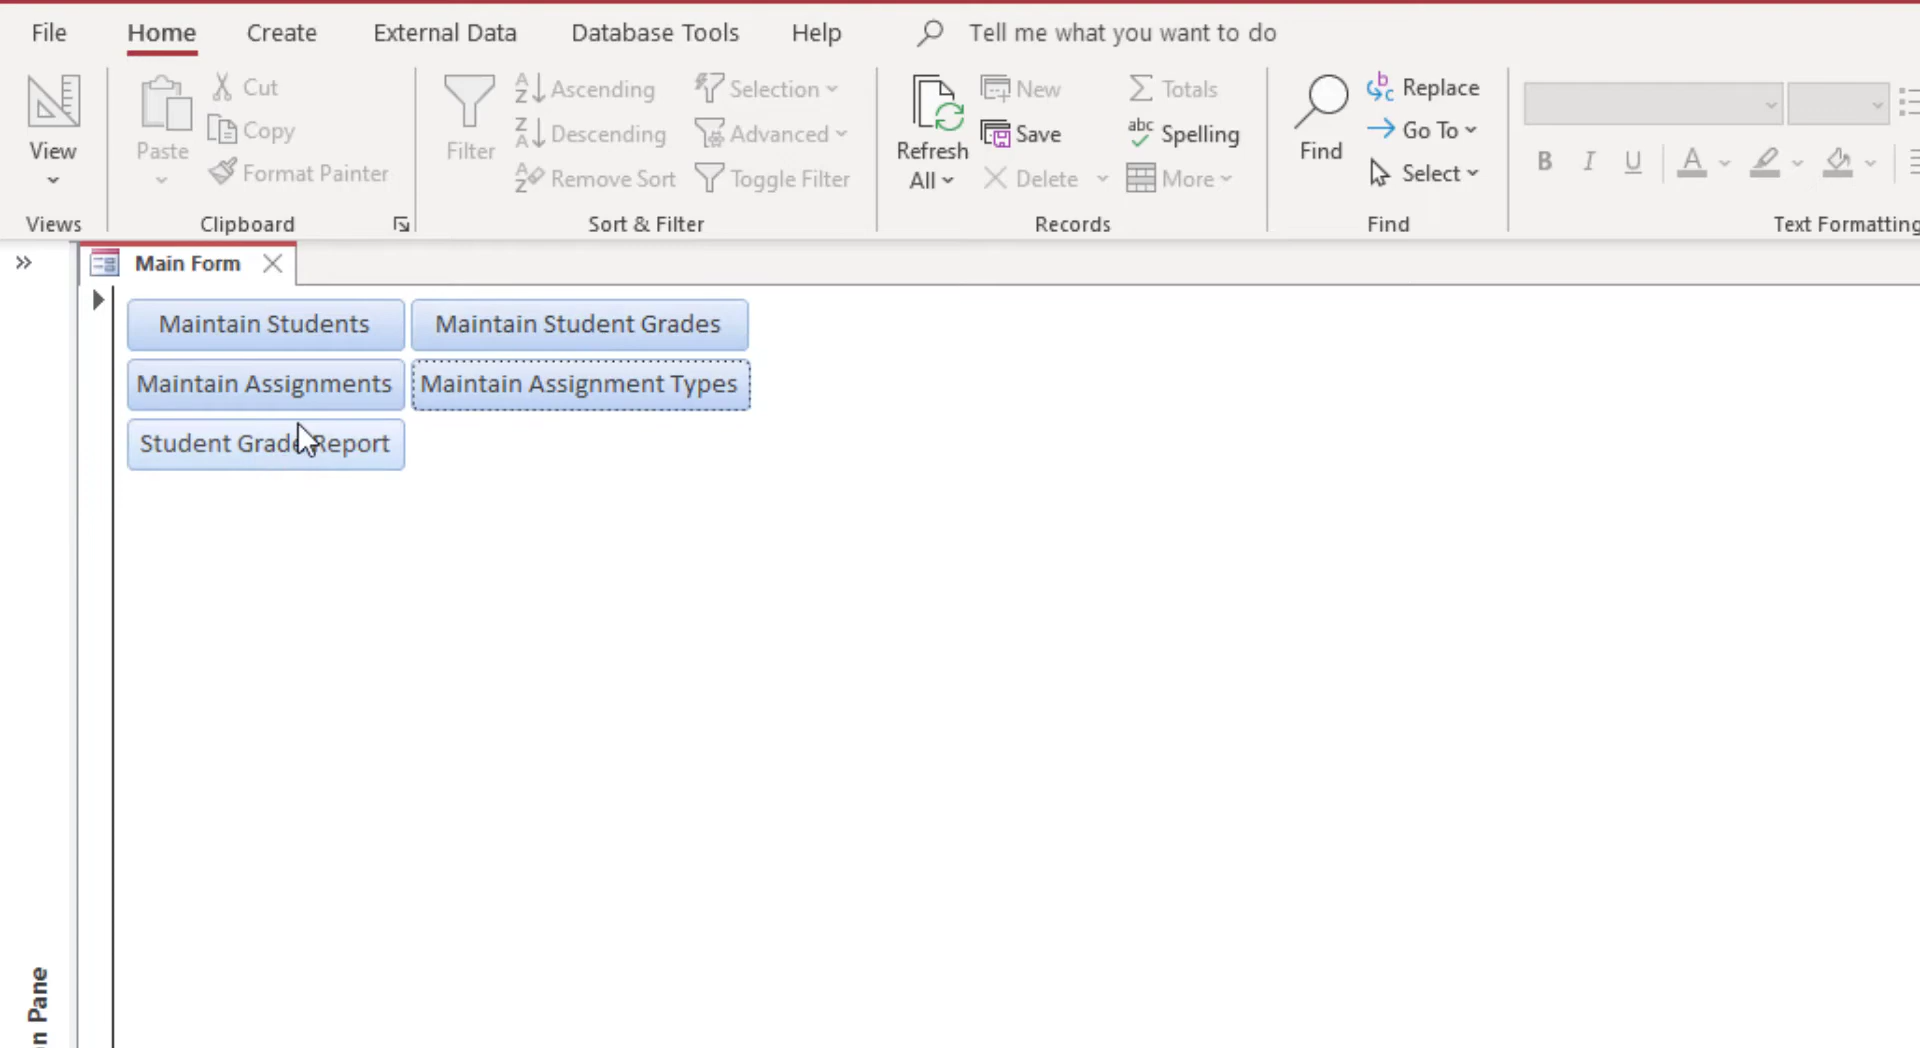 File Home Create External Data Database Tools Help Tell me what you want to do
Cut Ascending Selection New Totals Replace
Copy Descending Advanced Save abc Spelling Go To
View Paste Filter Refresh Find B I U A
Format Painter Remove Sort Toggle Filter All Delete More Select
Views Clipboard Sort & Filter Records Find Text Formatting
Main Form
Maintain Students Maintain Student Grades
Maintain Assignments Maintain Assignment Types
Student Grade Report
on Pane